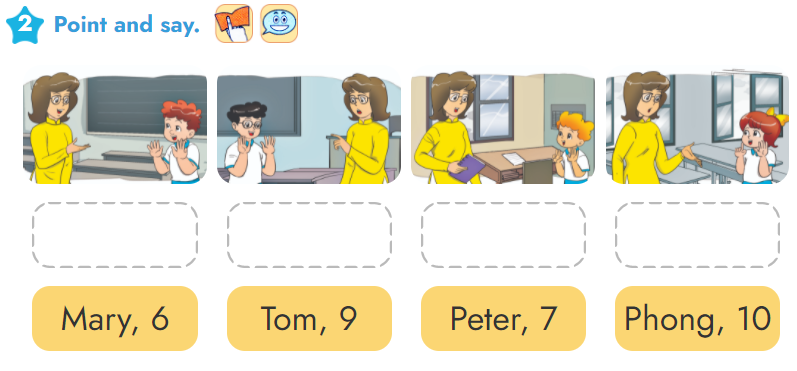 2 Point and say.
Mary, 6
Tom, 9
Peter, 7
Phong, 10